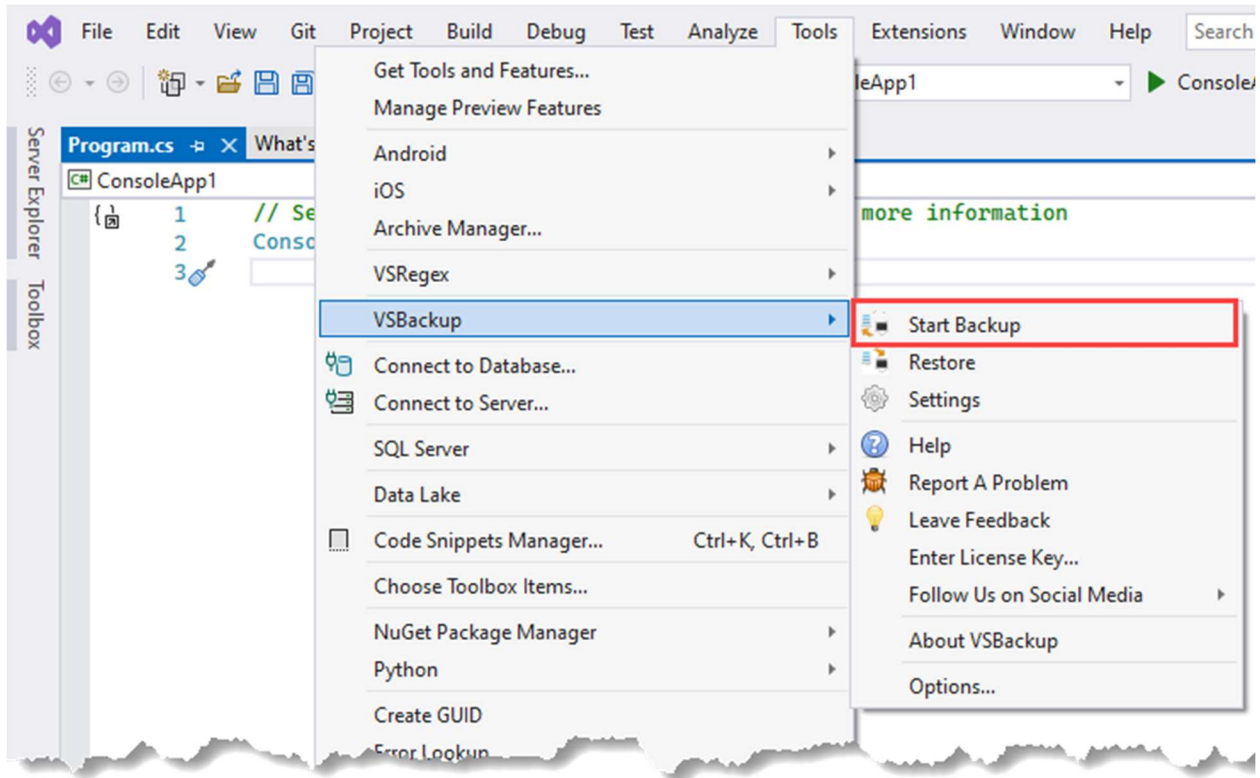 File Edit View Git Project Build Debug Test Analyze Tools Extensions Window Help Search
leApp1 Console
Get Tools and Features...
Manage Preview Features
Android
iOS
Archive Manager...
VSRegex
VSBackup
Connect to Database...
Connect to Server...
SQL Server
Data Lake
Code Snippets Manager... Ctrl+K, Ctrl+B
Choose Toolbox Items...
NuGet Package Manager
Python
Create GUID
Error Lookup
Start Backup
Restore
Settings
Help
Report A Problem
Leave Feedback
Enter License Key...
Follow Us on Social Media
About VSBackup
Options...
Server Explorer
Toolbox
Program.cs What's
C# ConsoleApp1
1 // Se more information
2 Conso
3